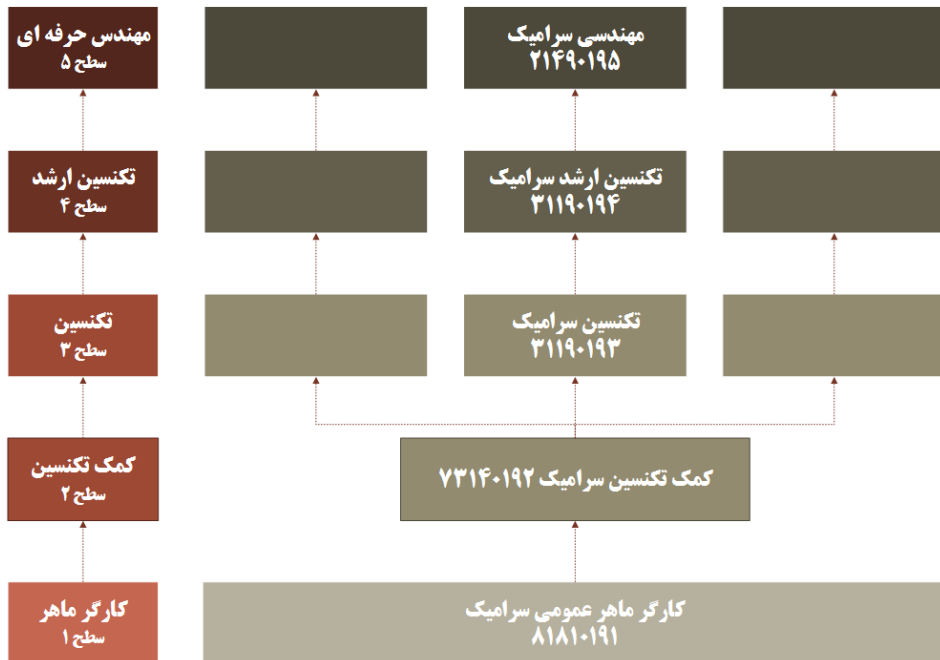 مهندس حرفه ای
سطح ۵
مهندسی سرامیک
۲۱۴۹۰۱۹۵
تکنسین ارشد
سطح ۴
تکنسین ارشد سرامیک
۳۱۱۹۰۱۹۴
تکنسین
سطح ۳
تکنسین سرامیک
۳۱۱۹۰۱۹۳
کمک تکنسین
سطح ۲
کمک تکنسین سرامیک ۷۳۱۴۰۱۹۲
کارگر ماهر
سطح ۱
کارگر ماهر عمومی سرامیک
۸۱۸۱۰۱۹۱